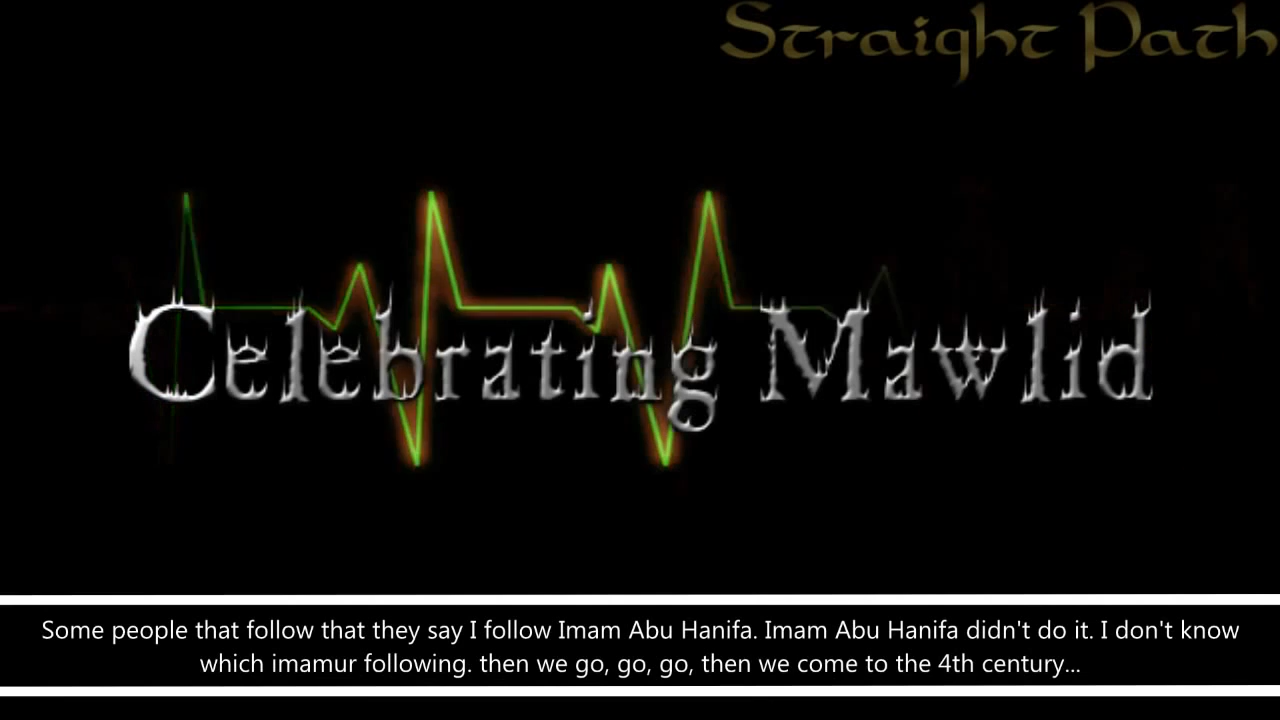 Straight Path
Celebrating Mawlid
Some people that follow that they say I follow Imam Abu Hanifa. Imam Abu Hanifa didn't do it. I don't know
which imamur following. then we go, go, go, then we come to the 4th century...